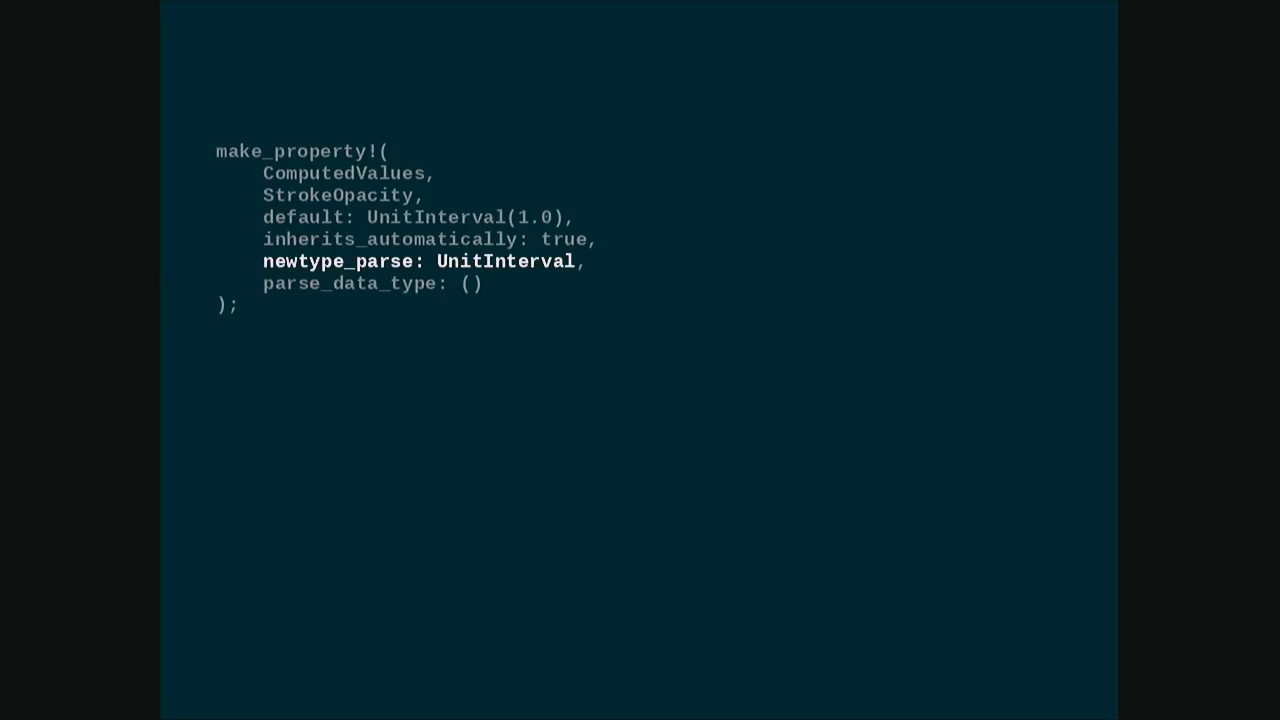 make_property!(
    ComputedValues,
    StrokeOpacity,
    default: UnitInterval(1.0),
    inherits_automatically: true,
    newtype_parse: UnitInterval,
    parse_data_type: ()
);